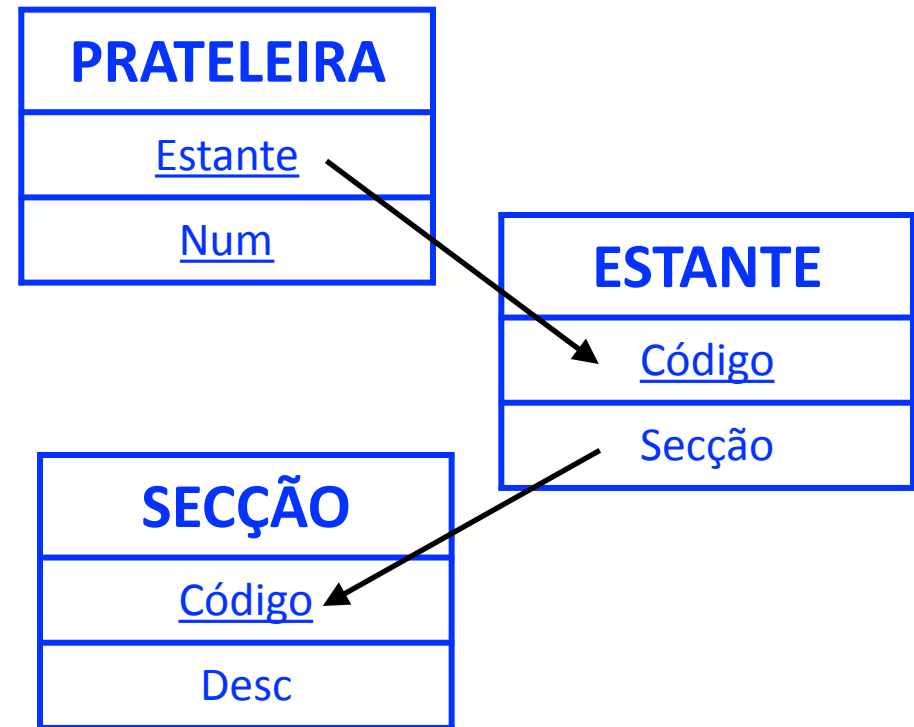 PRATELEIRA
Estante
Num
ESTANTE
Código
Secção
SECÇÃO
Código
Desc